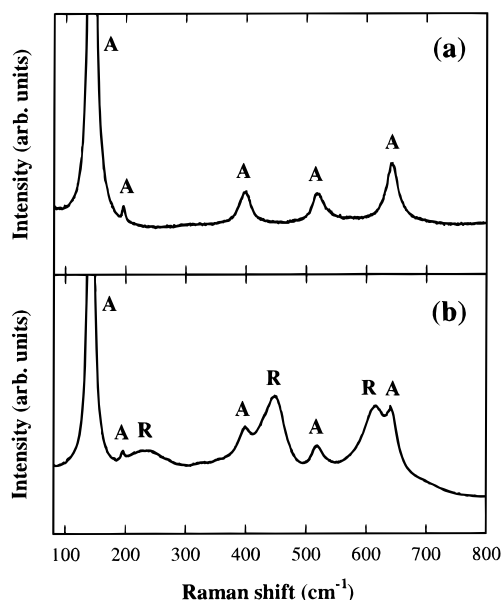 Intensity (arb. units)
(a)
A
A
A
A
A
Intensity (arb. units)
(b)
A
A
R
A
R
A
R
A
100 200 300 400 500 600 700 800
Raman shift (cm⁻¹)